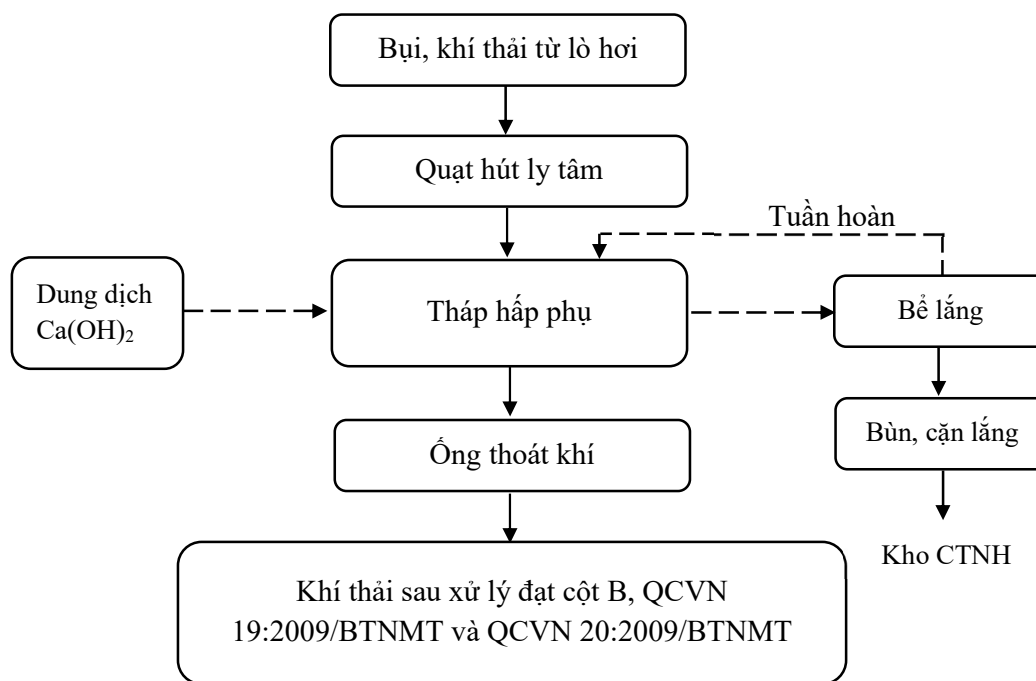 Bụi, khí thải từ lò hơi
Quạt hút ly tâm
Tuần hoàn
Dung dịch
Ca(OH)₂
Tháp hấp phụ
Bể lắng
Ống thoát khí
Bùn, cặn lắng
Kho CTNH
Khí thải sau xử lý đạt cột B, QCVN
19:2009/BTNMT và QCVN 20:2009/BTNMT